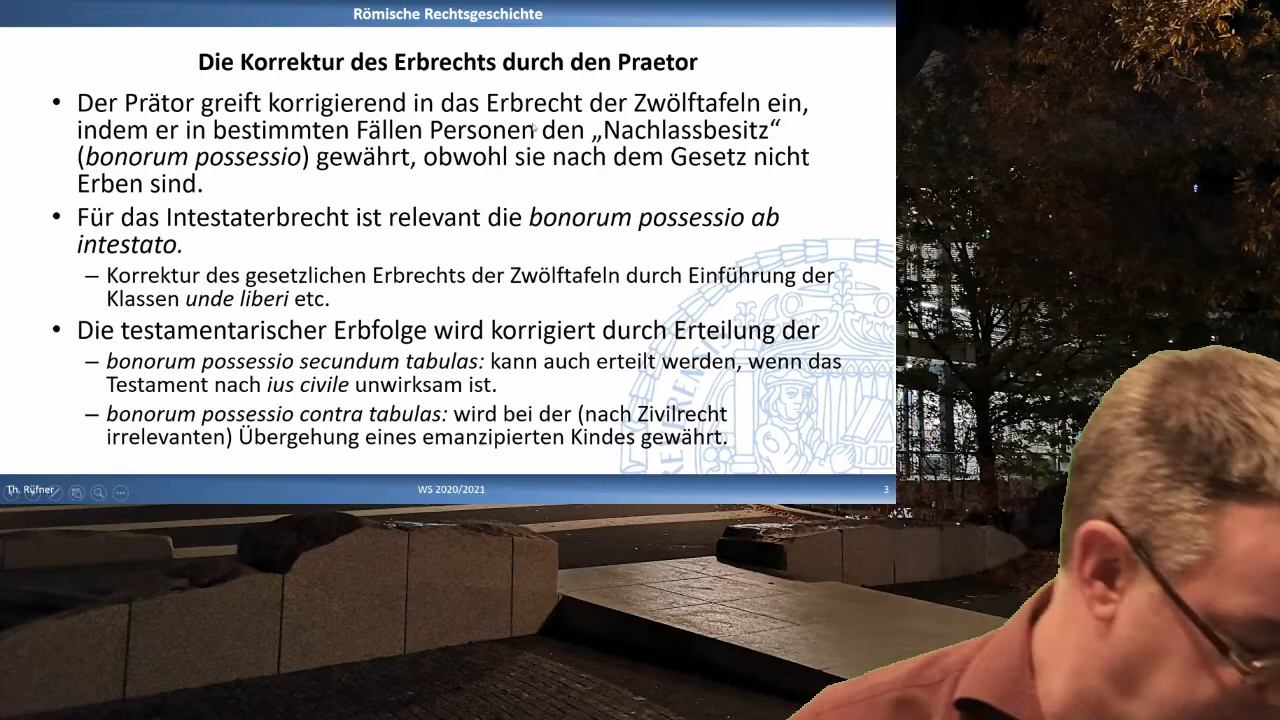 Römische Rechtsgeschichte
Die Korrektur des Erbrechts durch den Praetor
• Der Prätor greift korrigierend in das Erbrecht der Zwölftafeln ein,
indem er in bestimmten Fällen Personen den „Nachlassbesitz“
(bonorum possessio) gewährt, obwohl sie nach dem Gesetz nicht
Erben sind.
• Für das Intestaterbrecht ist relevant die bonorum possessio ab
intestato.
– Korrektur des gesetzlichen Erbrechts der Zwölftafeln durch Einführung der
Klassen unde liberi etc.
• Die testamentarischer Erbfolge wird korrigiert durch Erteilung der
– bonorum possessio secundum tabulas: kann auch erteilt werden, wenn das
Testament nach ius civile unwirksam ist.
– bonorum possessio contra tabulas: wird bei der (nach Zivilrecht
irrelevanten) Übergehung eines emanzipierten Kindes gewährt.
Th. Rüfner WS 2020/2021 3